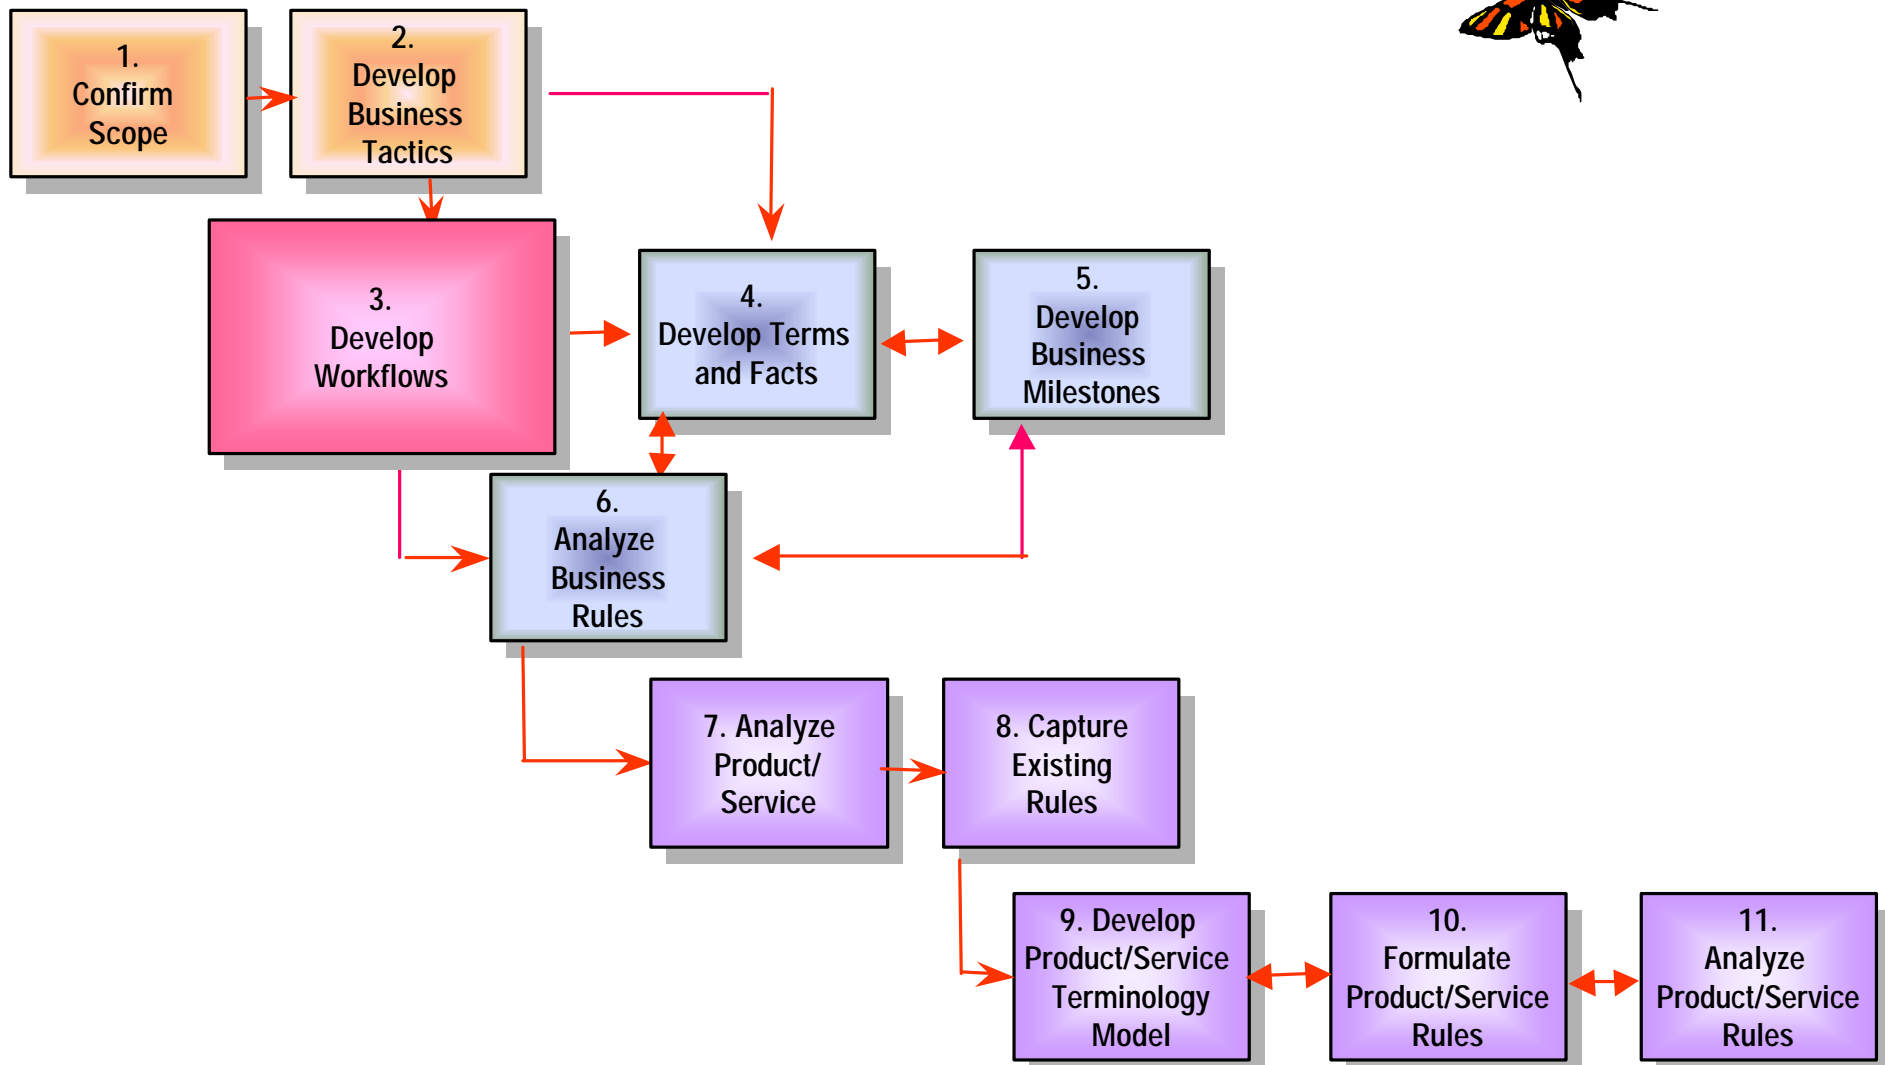 1.
Confirm
Scope
2.
Develop
Business
Tactics
3.
Develop
Workflows
4.
Develop Terms
and Facts
5.
Develop
Business
Milestones
6.
Analyze
Business
Rules
7. Analyze
Product/
Service
8. Capture
Existing
Rules
9. Develop
Product/Service
Terminology
Model
10.
Formulate
Product/Service
Rules
11.
Analyze
Product/Service
Rules